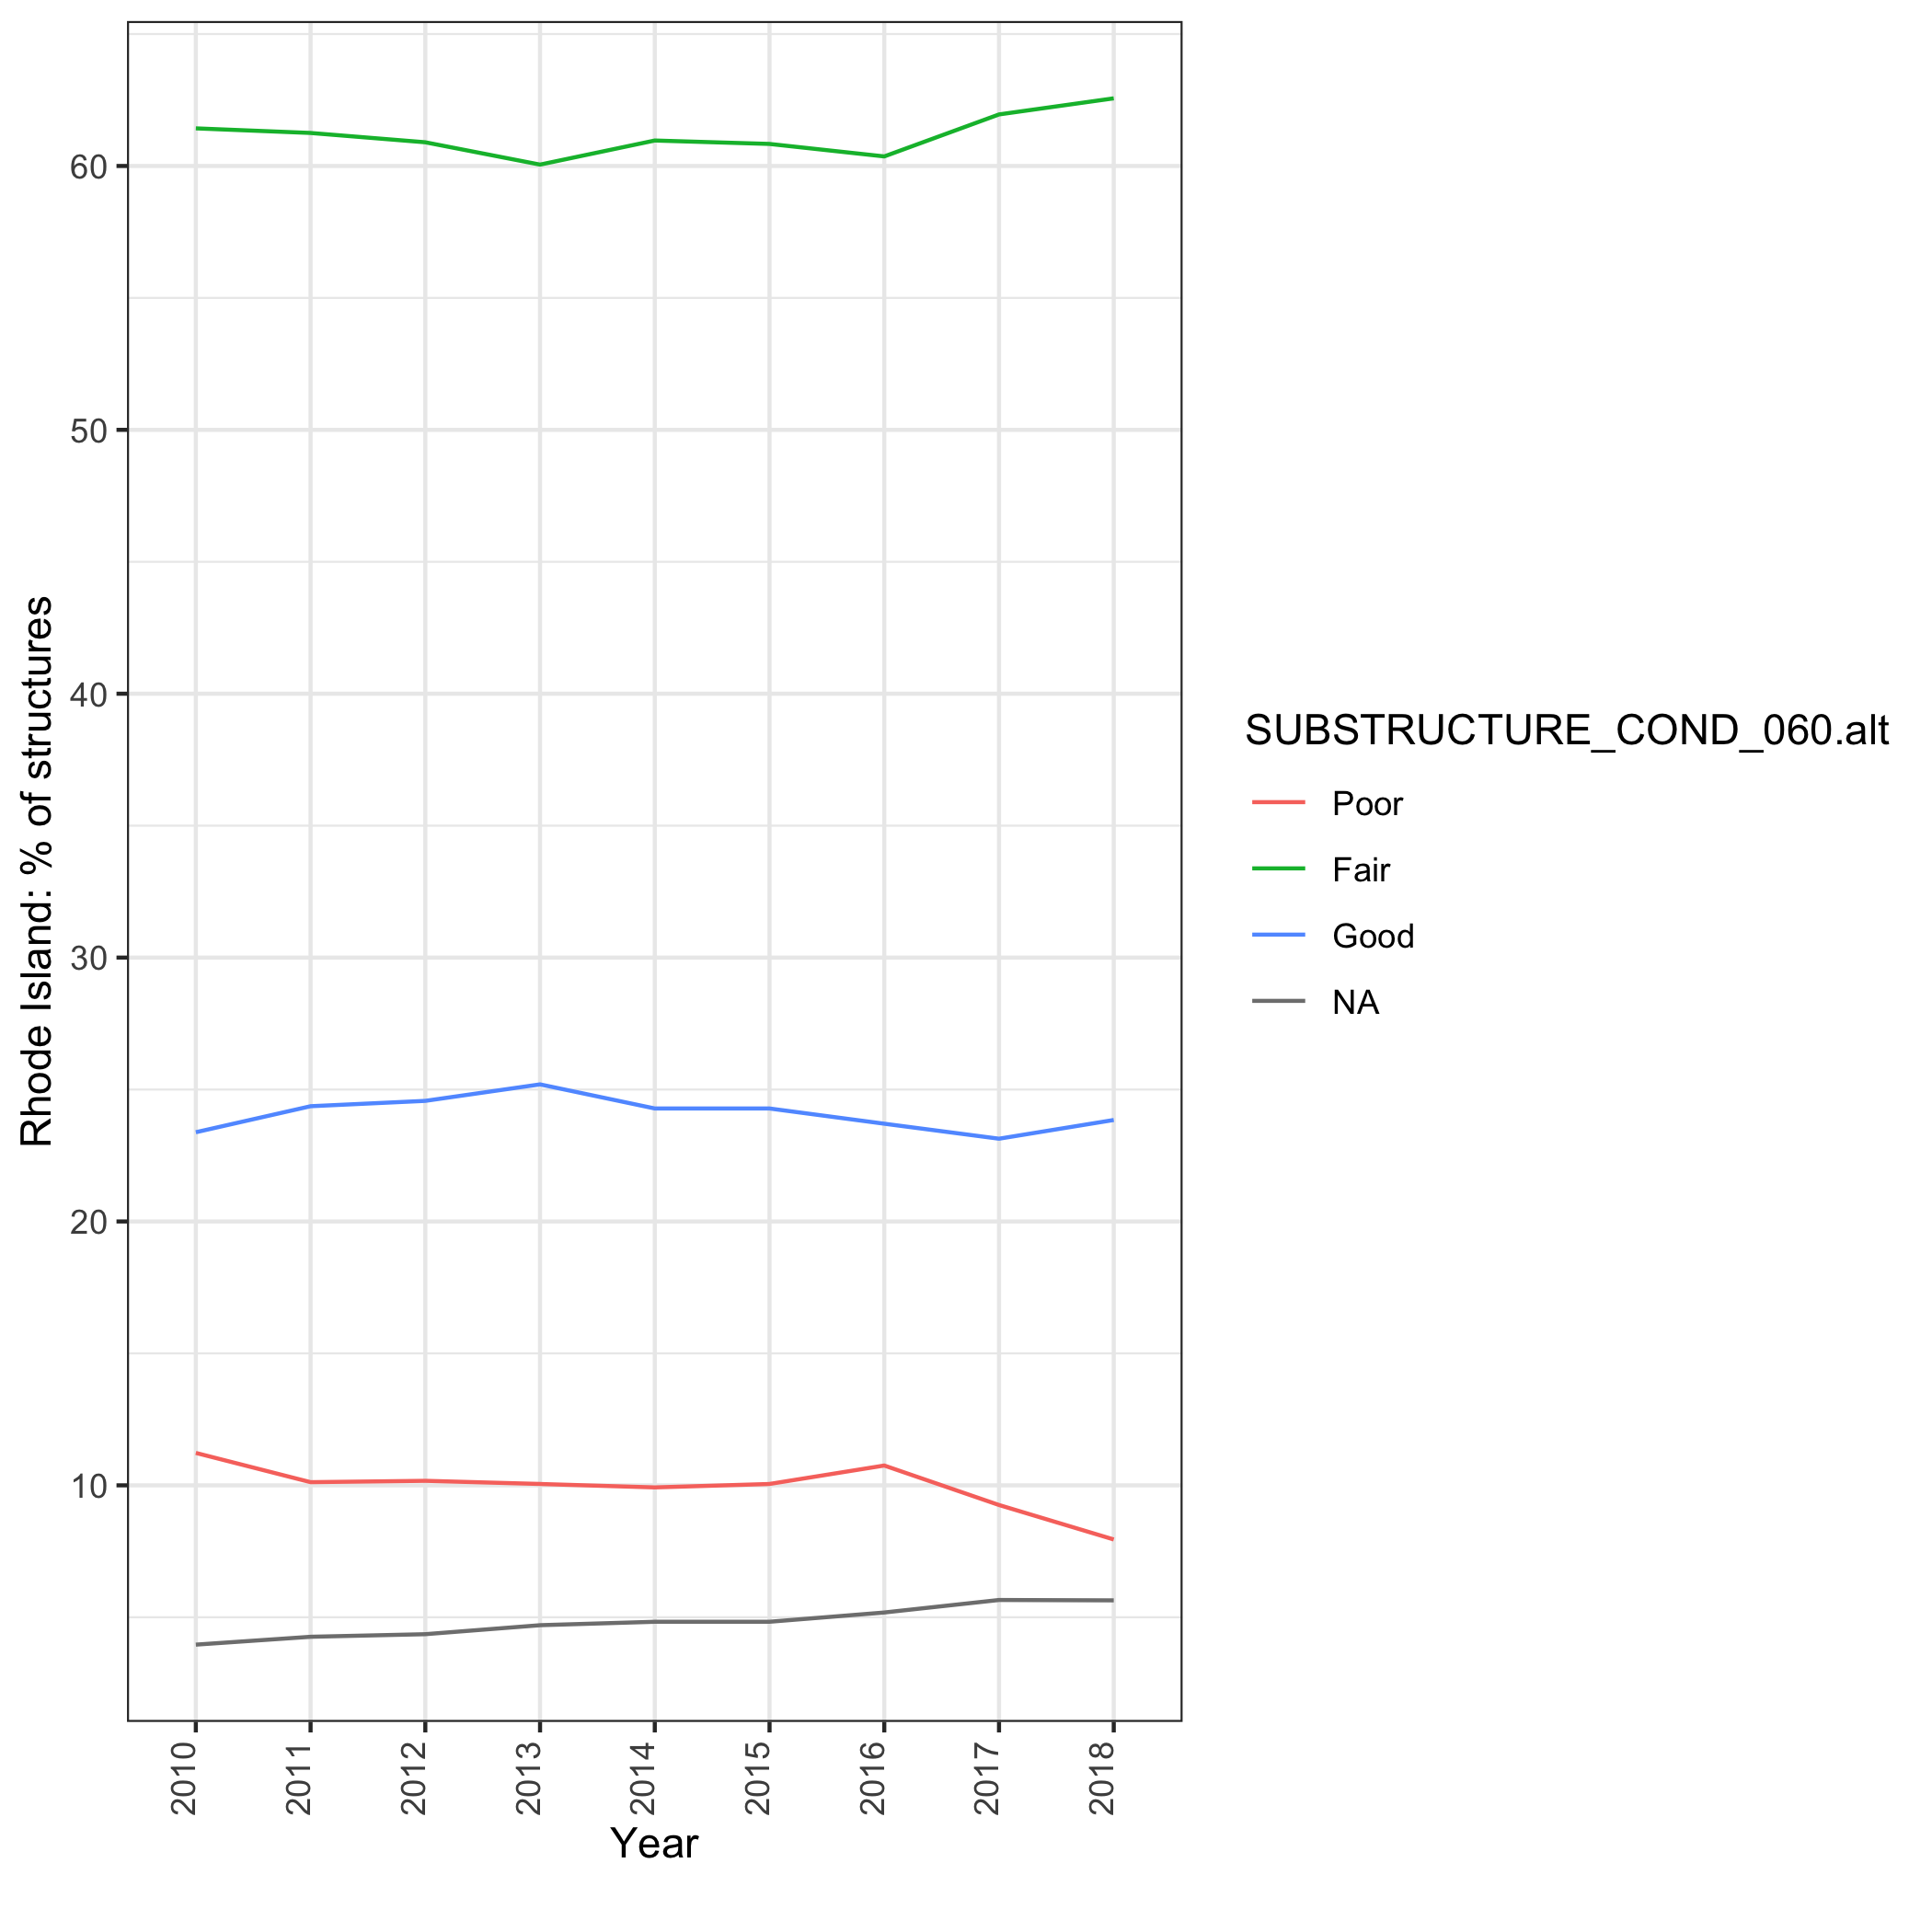 Rhode Island: % of structures
60
50
40
30
20
10
2010
2011
2012
2013
2014
2015
2016
2017
2018
Year
SUBSTRUCTURE_COND_060.alt
Poor
Fair
Good
NA